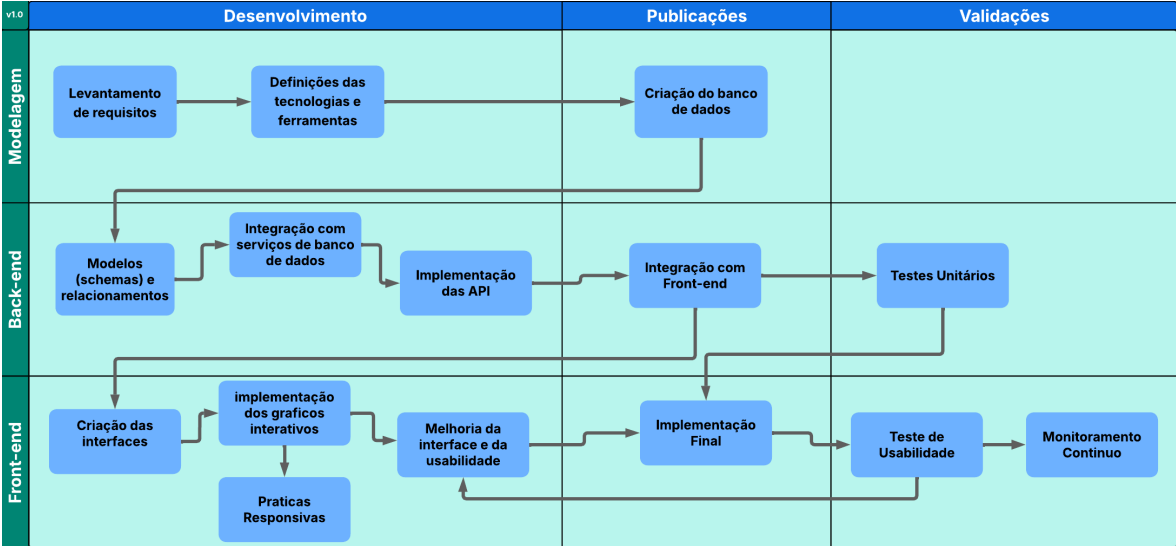 v1.0
Desenvolvimento
Publicações
Validações
Modelagem
Levantamento
de requisitos
Definições das
tecnologias e
ferramentas
Criação do banco
de dados
Back-end
Modelos
(schemas) e
relacionamentos
Integração com
serviços de banco
de dados
Implementação
das API
Integração com
Front-end
Testes Unitários
Front-end
Criação das
interfaces
implementação
dos graficos
interativos
Praticas
Responsivas
Melhoria da
interface e da
usabilidade
Implementação
Final
Teste de
Usabilidade
Monitoramento
Continuo